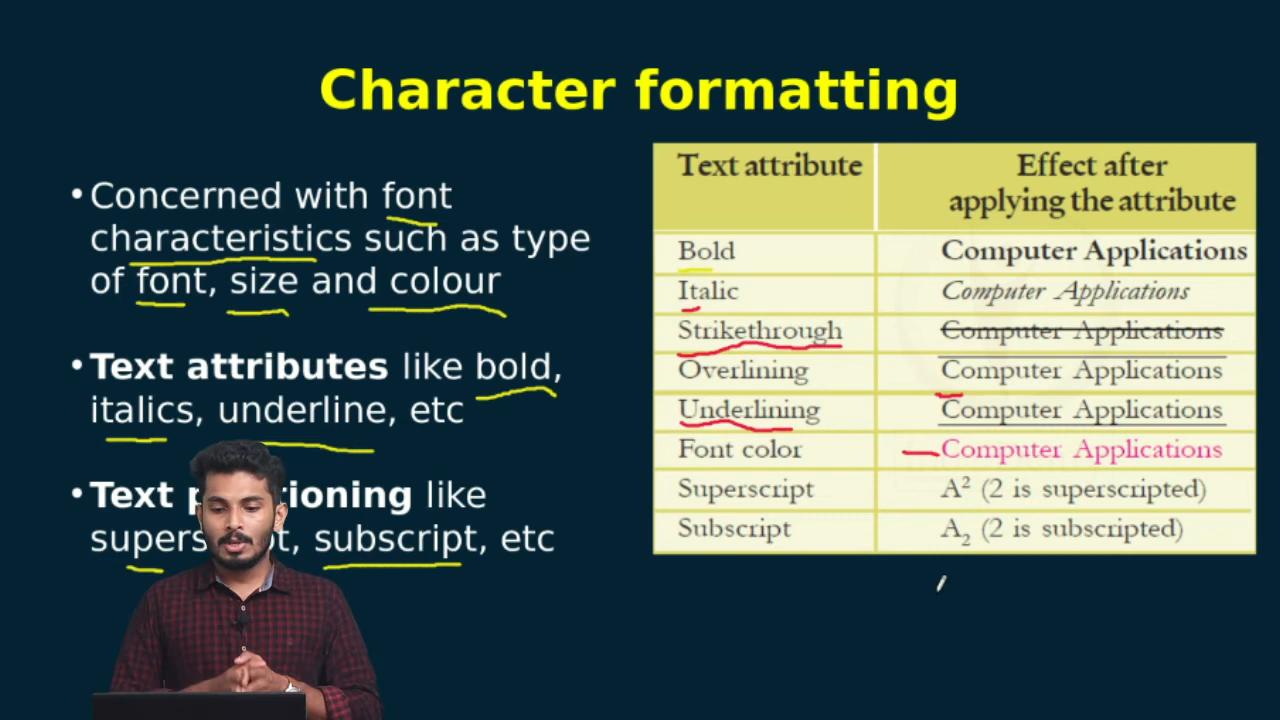 Character formatting
• Concerned with font
characteristics such as type
of font, size and colour
• Text attributes like bold,
italics, underline, etc
• Text like
subscript, etc
Text attribute Effect after
applying the attribute
Bold Computer Applications
Italic Computer Applications
Strikethrough Computer Applications
Overlining Computer Applications
Underlining Computer Applications
Font color Computer Applications
Superscript A² (2 is superscripted)
Subscript A₂ (2 is subscripted)